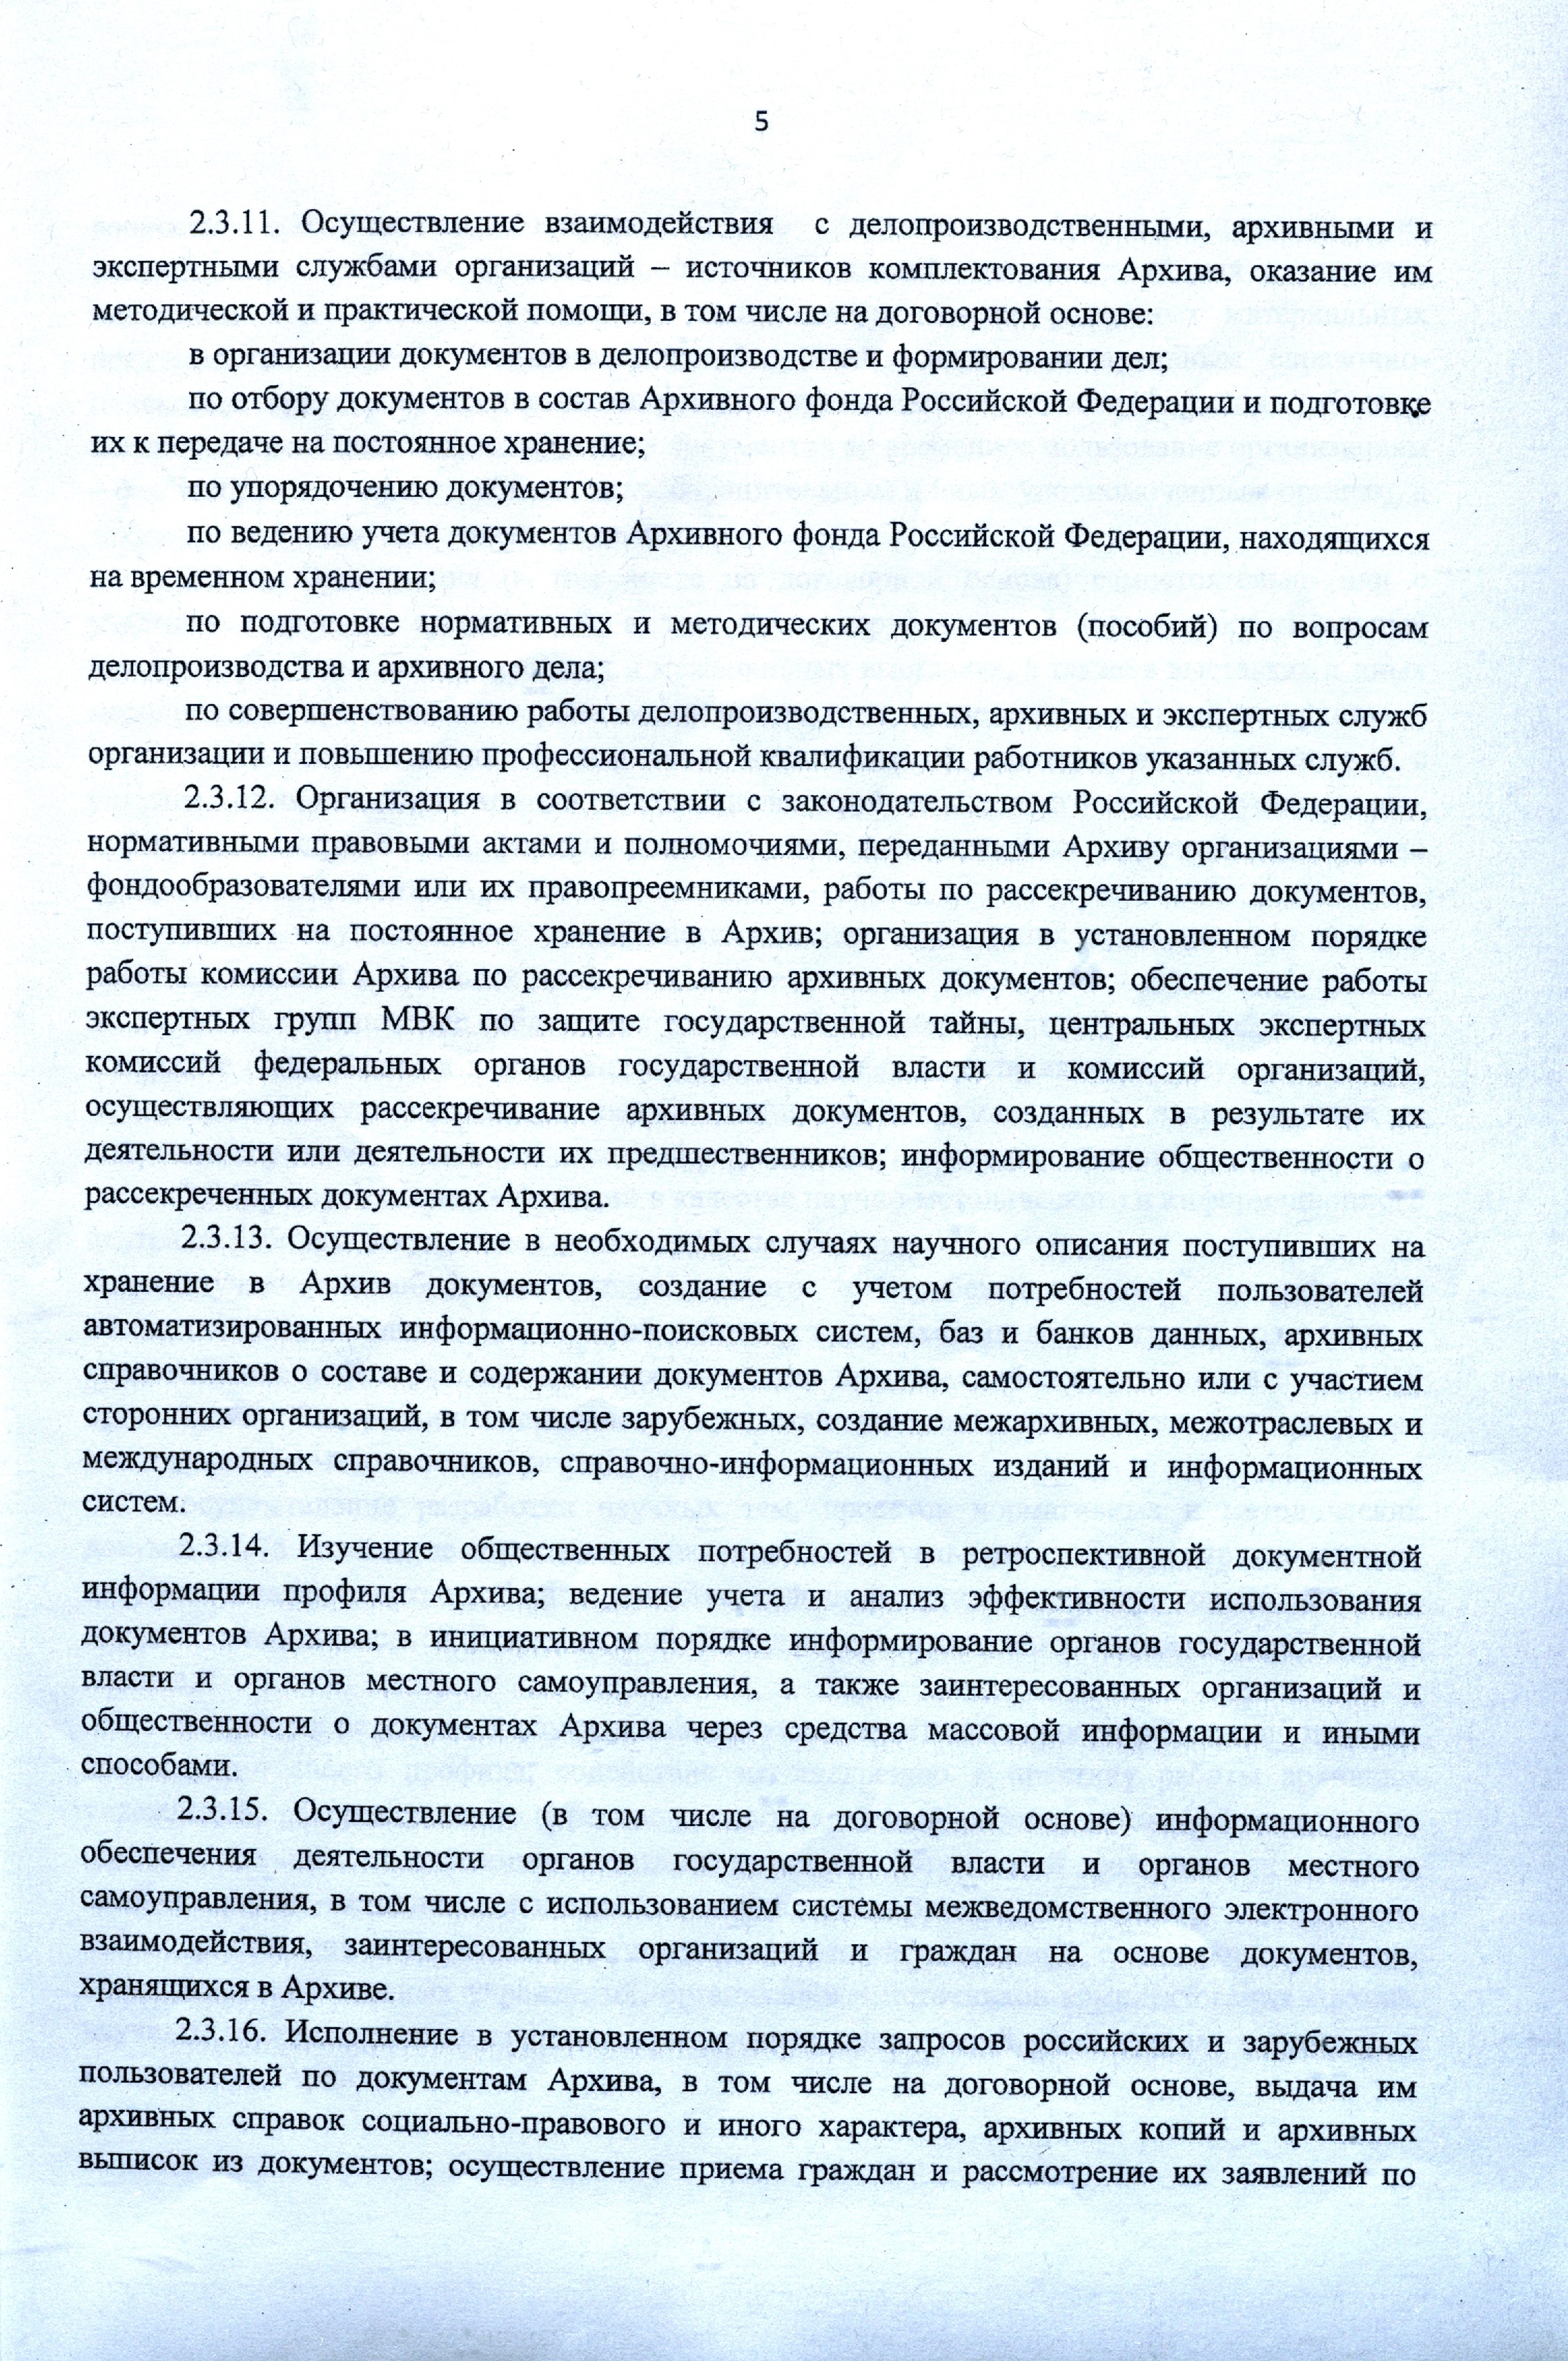 5
2.3.11. Осуществление взаимодействия с делопроизводственными, архивными и
экспертными службами организаций – источников комплектования Архива, оказание им
методической и практической помощи, в том числе на договорной основе:
в организации документов в делопроизводстве и формировании дел;
по отбору документов в состав Архивного фонда Российской Федерации и подготовке
их к передаче на постоянное хранение;
по упорядочению документов;
по ведению учета документов Архивного фонда Российской Федерации, находящихся
на временном хранении;
по подготовке нормативных и методических документов (пособий) по вопросам
делопроизводства и архивного дела;
по совершенствованию работы делопроизводственных, архивных и экспертных служб
организации и повышению профессиональной квалификации работников указанных служб.
2.3.12. Организация в соответствии с законодательством Российской Федерации,
нормативными правовыми актами и полномочиями, переданными Архиву организациями –
фондообразователями или их правопреемниками, работы по рассекречиванию документов,
поступивших на постоянное хранение в Архив; организация в установленном порядке
работы комиссии Архива по рассекречиванию архивных документов; обеспечение работы
экспертных групп МВК по защите государственной тайны, центральных экспертных
комиссий федеральных органов государственной власти и комиссий организаций,
осуществляющих рассекречивание архивных документов, созданных в результате их
деятельности или деятельности их предшественников; информирование общественности о
рассекреченных документах Архива.
2.3.13. Осуществление в необходимых случаях научного описания поступивших на
хранение в Архив документов, создание с учетом потребностей пользователей
автоматизированных информационно-поисковых систем, баз и банков данных, архивных
справочников о составе и содержании документов Архива, самостоятельно или с участием
сторонних организаций, в том числе зарубежных, создание межархивных, межотраслевых и
международных справочников, справочно-информационных изданий и информационных
систем.
2.3.14. Изучение общественных потребностей в ретроспективной документной
информации профиля Архива; ведение учета и анализ эффективности использования
документов Архива; в инициативном порядке информирование органов государственной
власти и органов местного самоуправления, а также заинтересованных организаций и
общественности о документах Архива через средства массовой информации и иными
способами.
2.3.15. Осуществление (в том числе на договорной основе) информационного
обеспечения деятельности органов государственной власти и органов местного
самоуправления, в том числе с использованием системы межведомственного электронного
взаимодействия, заинтересованных организаций и граждан на основе документов,
хранящихся в Архиве.
2.3.16. Исполнение в установленном порядке запросов российских и зарубежных
пользователей по документам Архива, в том числе на договорной основе, выдача им
архивных справок социально-правового и иного характера, архивных копий и архивных
выписок из документов; осуществление приема граждан и рассмотрение их заявлений по